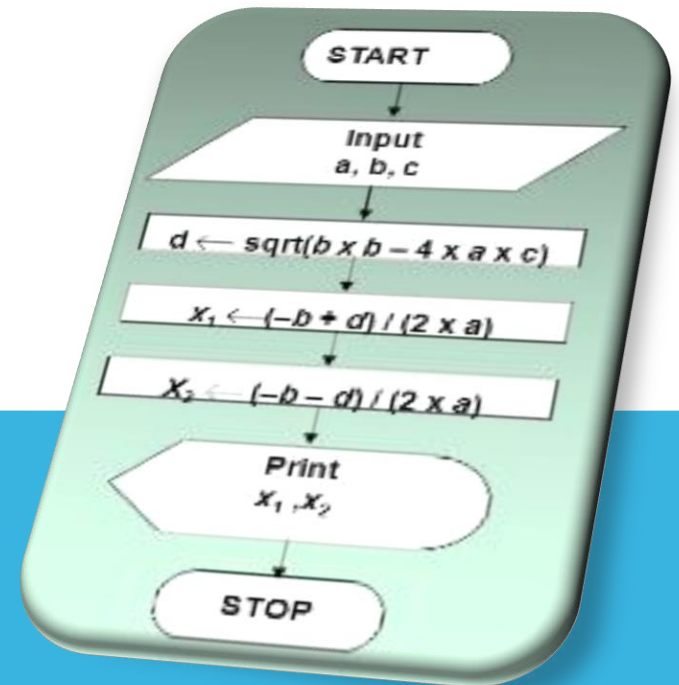 START
Input
a, b, c
d ← sqrt(b x b – 4 x a x c)
x₁ ← (–b + d) / (2 x a)
X₂ ← (–b – d) / (2 x a)
Print
x₁ ,x₂
STOP